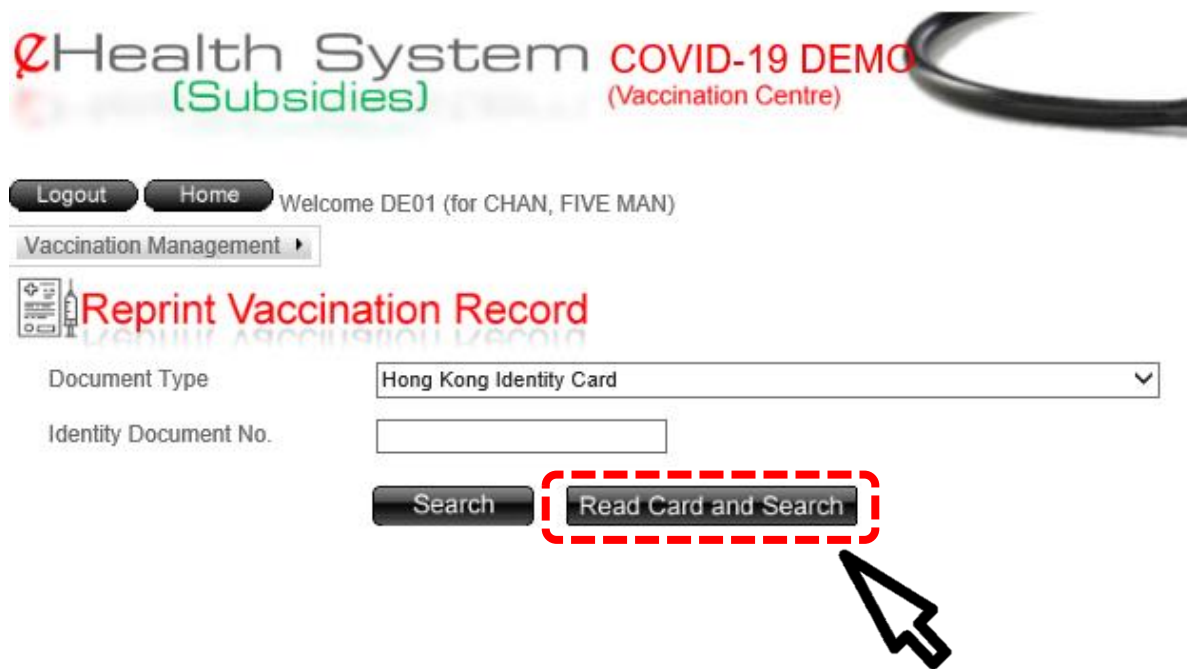 eHealth System COVID-19 DEMO
(Subsidies) (Vaccination Centre)
Logout Home Welcome DE01 (for CHAN, FIVE MAN)
Vaccination Management
Reprint Vaccination Record
Document Type Hong Kong Identity Card
Identity Document No.
Search Read Card and Search